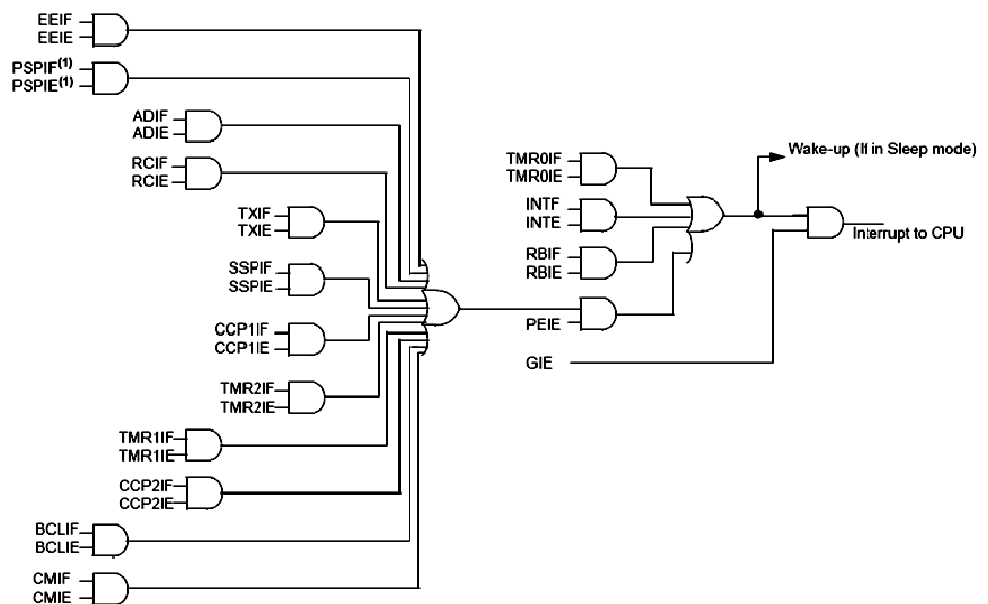 EEIF
EEIE
PSPIF(1)
PSPIE(1)
ADIF
ADIE
RCIF
RCIE
TXIF
TXIE
SSPIF
SSPIE
CCP1IF
CCP1IE
TMR2IF
TMR2IE
TMR1IF
TMR1IE
CCP2IF
CCP2IE
BCLIF
BCLIE
CMIF
CMIE
TMR0IF
TMR0IE
INTF
INTE
RBIF
RBIE
PEIE
GIE
Wake-up (If in Sleep mode)
Interrupt to CPU